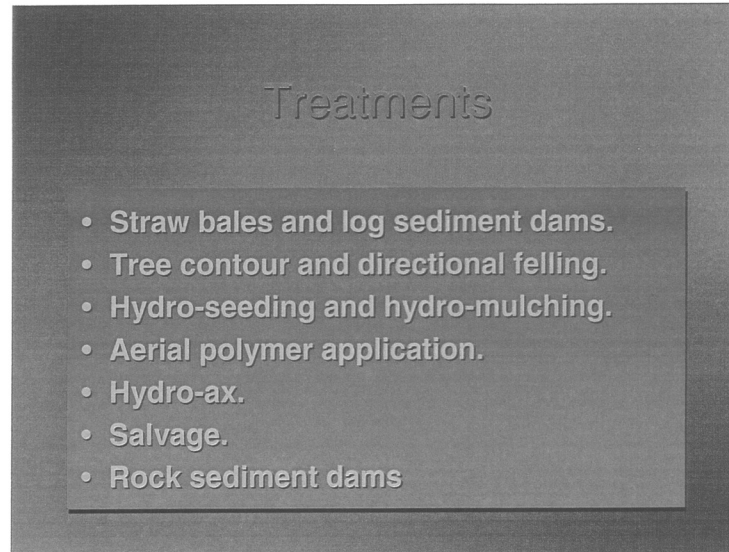 Treatments
• Straw bales and log sediment dams.
• Tree contour and directional felling.
• Hydro-seeding and hydro-mulching.
• Aerial polymer application.
• Hydro-ax.
• Salvage.
• Rock sediment dams